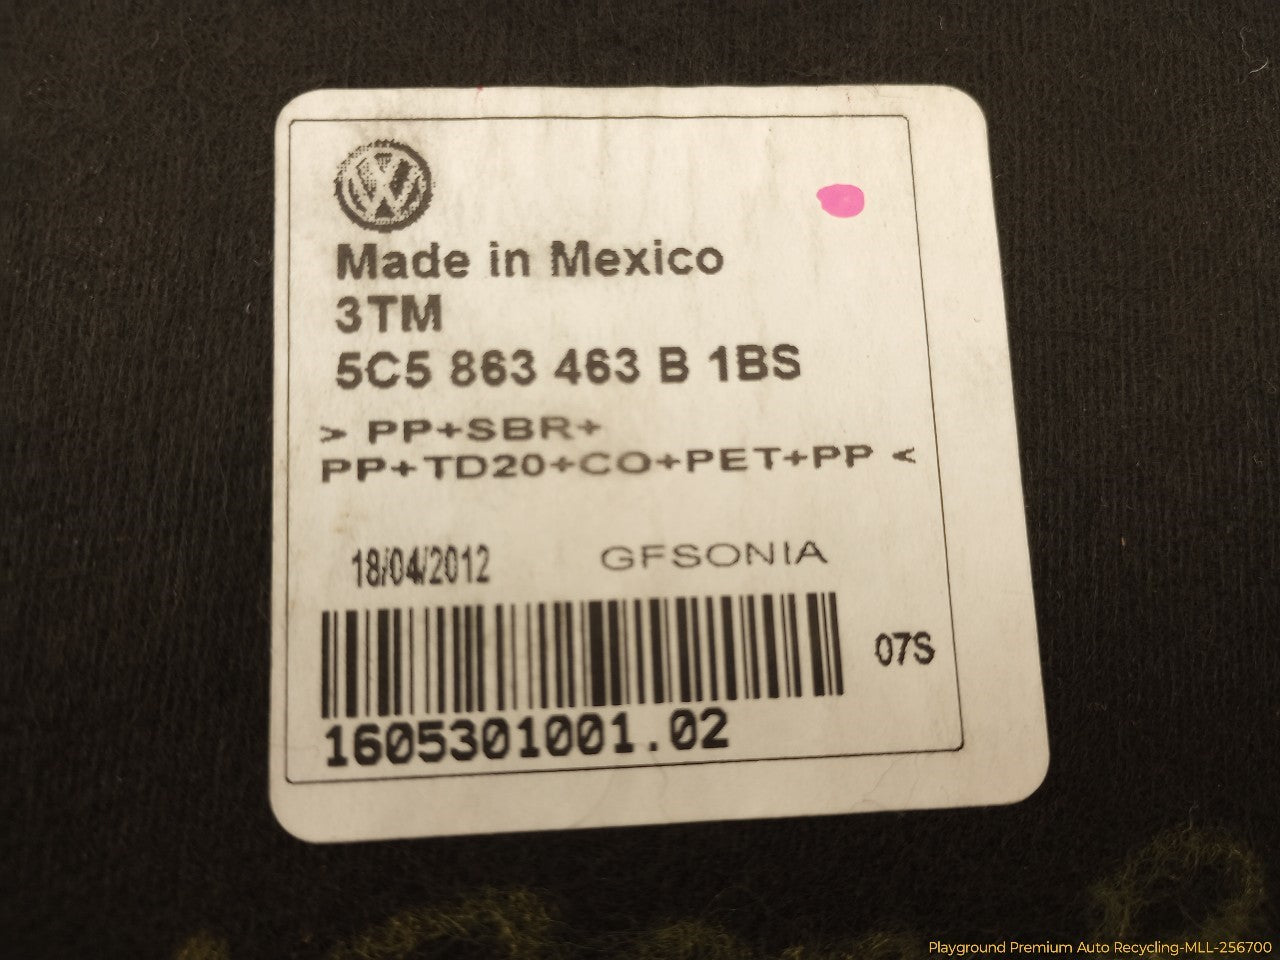 Made in Mexico
3TM
5C5 863 463 B 1BS
> PP+SBR+
PP+TD20+CO+PET+PP <
18/04/2012 GFSONIA
07S
1605301001.02
Playground Premium Auto Recycling-MLL-256700